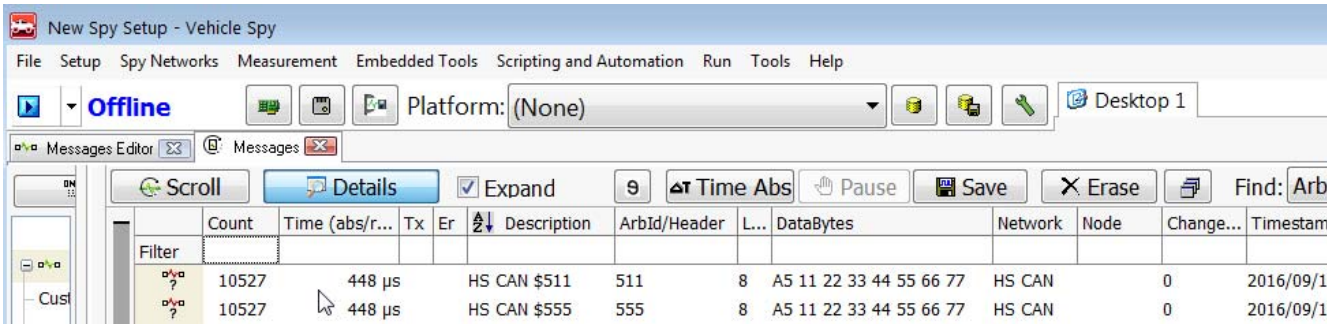 New Spy Setup - Vehicle Spy
File Setup Spy Networks Measurement Embedded Tools Scripting and Automation Run Tools Help
Offline Platform: (None) Desktop 1
Messages Editor Messages
Scroll Details Expand ΔT Time Abs Pause Save Erase Find: Arb
Count Time (abs/r... Tx Er Description ArbId/Header L... DataBytes Network Node Change... Timestam
Filter
10527 448 µs HS CAN $511 511 8 A5 11 22 33 44 55 66 77 HS CAN 0 2016/09/1
Cust 10527 448 µs HS CAN $555 555 8 A5 11 22 33 44 55 66 77 HS CAN 0 2016/09/1